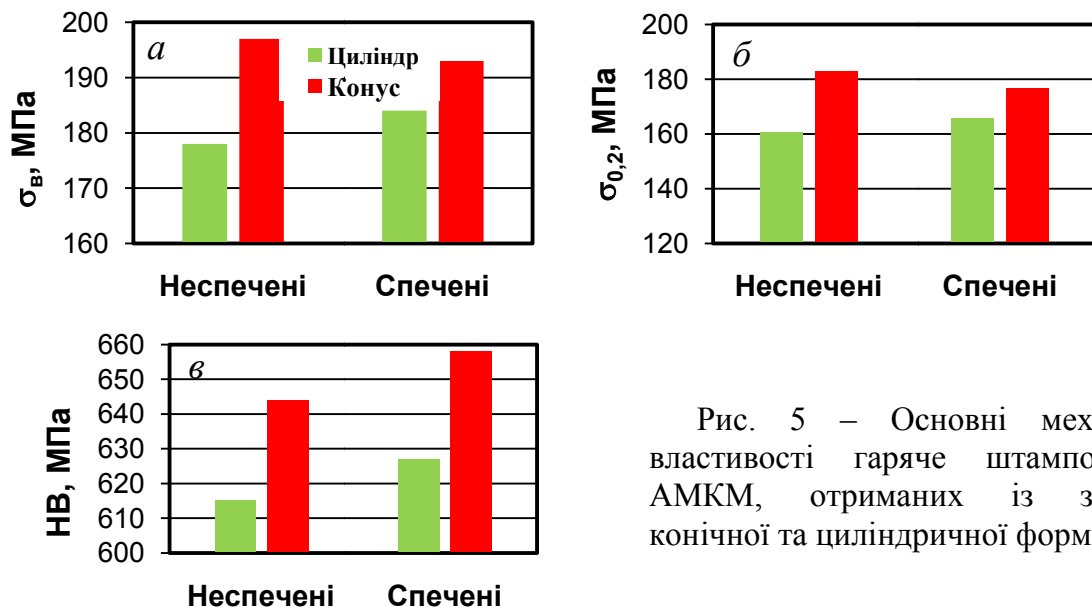 200
190
180
170
160
σв, МПа
а
Циліндр
Конус
Неспечені Спечені
200
180
160
140
120
σ0,2, МПа
б
Неспечені Спечені
660
650
640
630
620
610
600
НВ, МПа
в
Неспечені Спечені
Рис. 5 – Основні мех
властивості гаряче штампо
АМКМ, отриманих із з
конічної та циліндричної форм